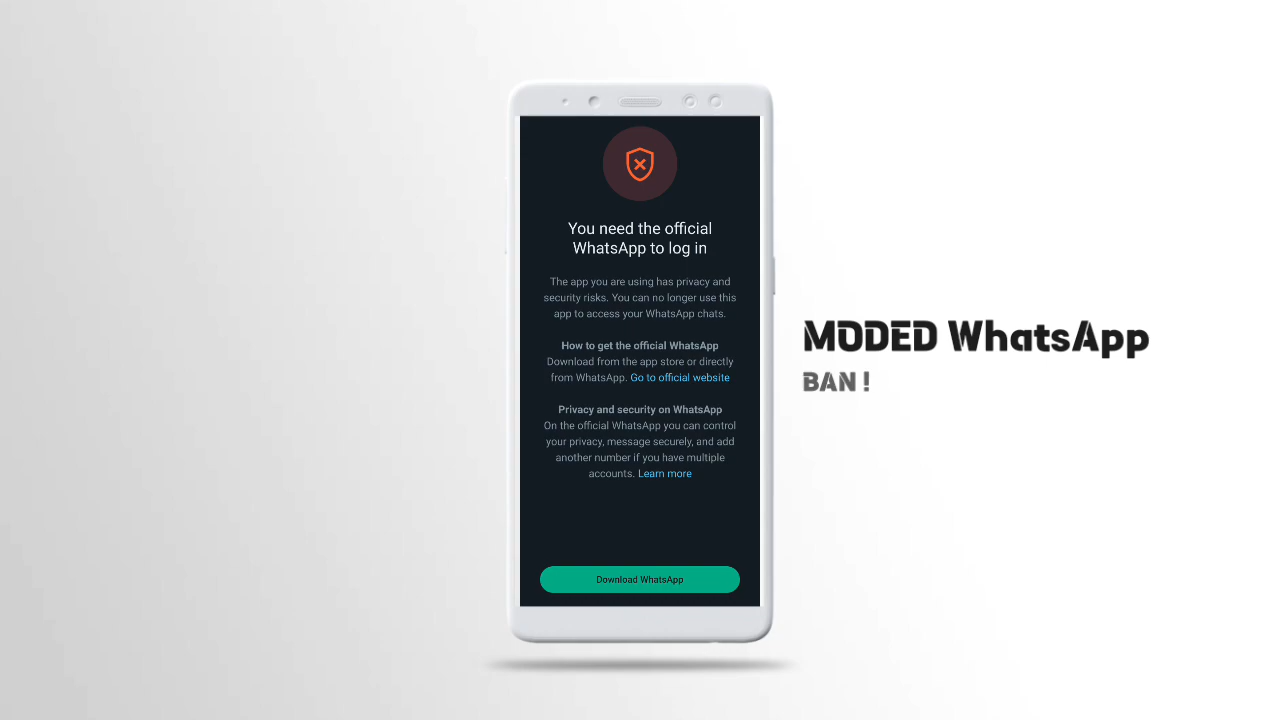 You need the official
WhatsApp to log in
The app you are using has privacy and
security risks. You can no longer use this
app to access your WhatsApp chats.
How to get the official WhatsApp
Download from the app store or directly
from WhatsApp. Go to official website
Privacy and security on WhatsApp
On the official WhatsApp you can control
your privacy, message securely, and add
another number if you have multiple
accounts. Learn more
Download WhatsApp
MODED WhatsApp
BAN !